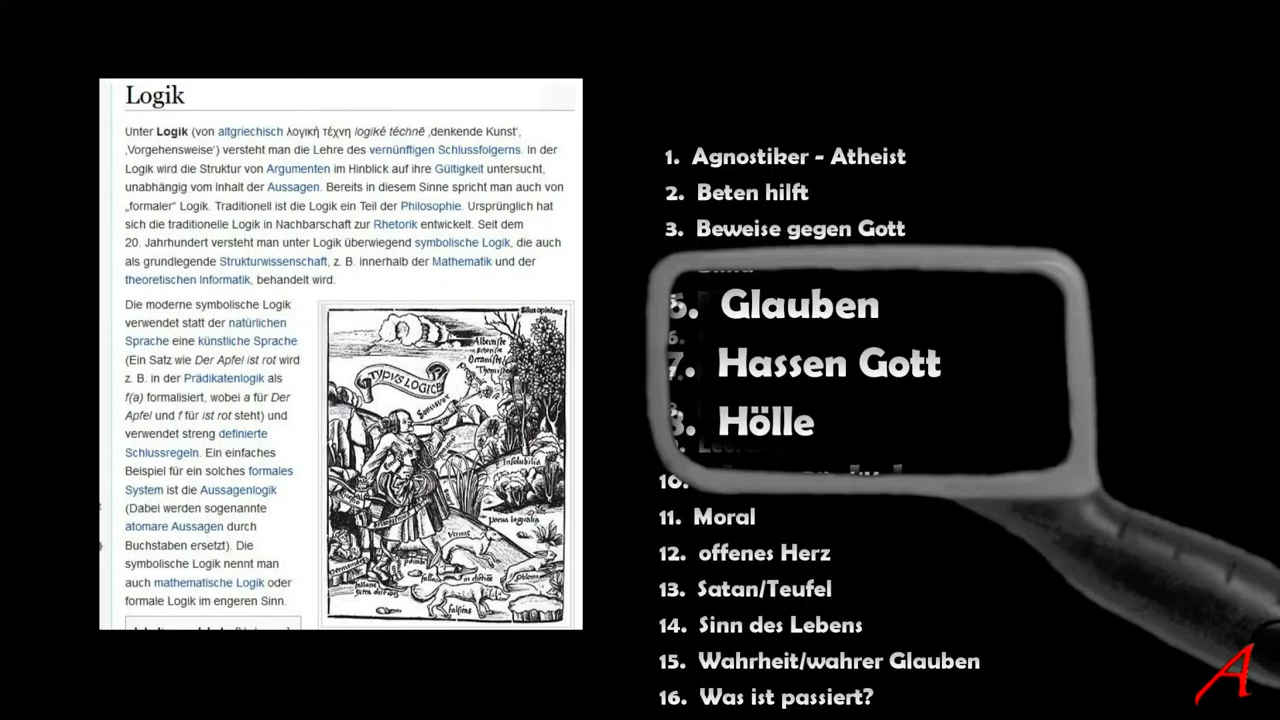 Logik
Unter Logik (von altgriechisch λογική τέχνη logiké téchnē ‚denkende Kunst‘,
‚Vorgehensweise‘) versteht man die Lehre des vernünftigen Schlussfolgerns. In der
Logik wird die Struktur von Argumenten im Hinblick auf ihre Gültigkeit untersucht,
unabhängig vom Inhalt der Aussagen. Bereits in diesem Sinne spricht man auch von
„formaler“ Logik. Traditionell ist die Logik ein Teil der Philosophie. Ursprünglich hat
sich die traditionelle Logik in Nachbarschaft zur Rhetorik entwickelt. Seit dem
20. Jahrhundert versteht man unter Logik überwiegend symbolische Logik, die auch
als grundlegende Strukturwissenschaft, z. B. innerhalb der Mathematik und der
theoretischen Informatik, behandelt wird.
Die moderne symbolische Logik
verwendet statt der natürlichen
Sprache eine künstliche Sprache
(Ein Satz wie Der Apfel ist rot wird
z. B. in der Prädikatenlogik als
f(a) formalisiert, wobei a für Der
Apfel und f für ist rot steht) und
verwendet streng definierte
Schlussregeln. Ein einfaches
Beispiel für ein solches formales
System ist die Aussagenlogik
(Dabei werden sogenannte
atomare Aussagen durch
Buchstaben ersetzt). Die
symbolische Logik nennt man
auch mathematische Logik oder
formale Logik im engeren Sinn.
TYPVS LOGICE
Insolubilia
1. Agnostiker - Atheist
2. Beten hilft
3. Beweise gegen Gott
5. Glauben
6.
7. Hassen Gott
8. Hölle
9.
10.
11. Moral
12. offenes Herz
13. Satan/Teufel
14. Sinn des Lebens
15. Wahrheit/wahrer Glauben
16. Was ist passiert?
A